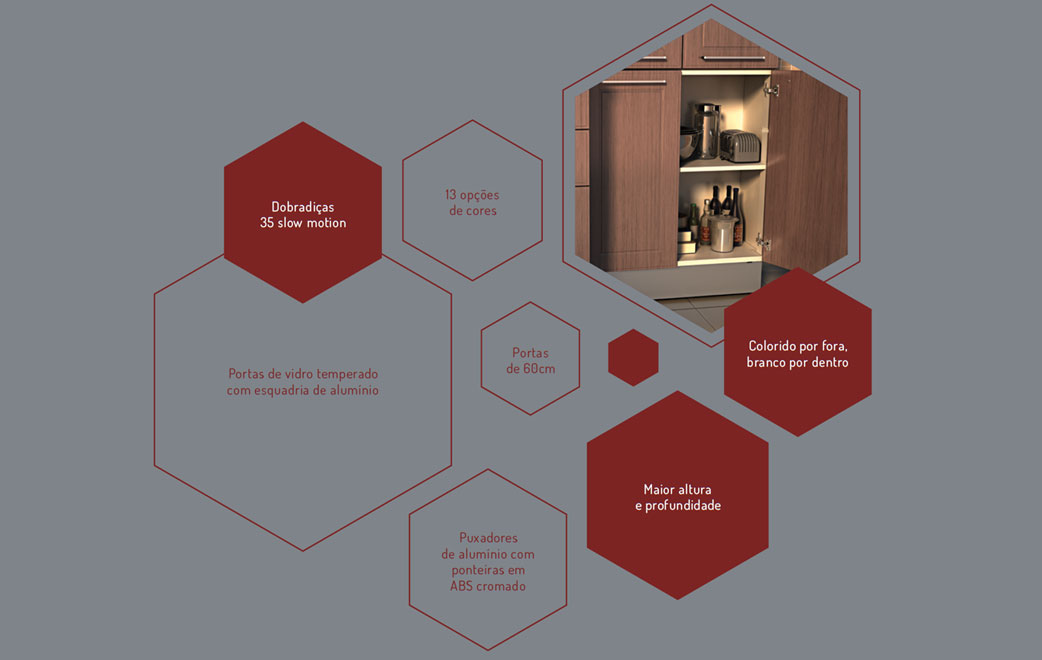 Dobradiças
35 slow motion
13 opções
de cores
Portas de vidro temperado
com esquadria de alumínio
Portas
de 60cm
Colorido por fora,
branco por dentro
Maior altura
e profundidade
Puxadores
de alumínio com
ponteiras em
ABS cromado